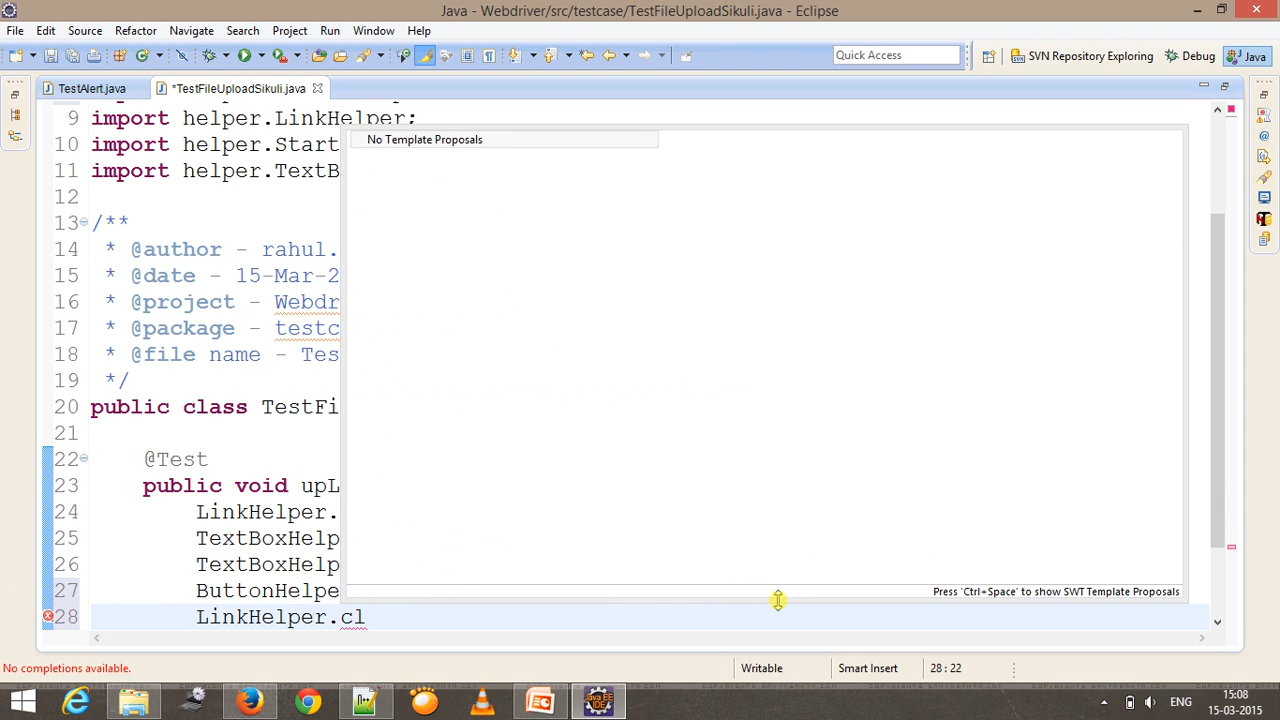 Java - Webdriver/src/testcase/TestFileUploadSikuli.java - Eclipse
File Edit Source Refactor Navigate Search Project Run Window Help
Quick Access
SVN Repository Exploring
Debug
Java
TestAlert.java
*TestFileUploadSikuli.java
9 import helper.LinkHelper;
10 import helper.Start
11 import helper.TextB
12
13 /**
14 * @author - rahul.
15 * @date - 15-Mar-2
16 * @project - Webdr
17 * @package - testc
18 * @file name - Tes
19 */
20 public class TestFi
21
22 @Test
23 public void upL
24 LinkHelper.
25 TextBoxHelp
26 TextBoxHelp
27 ButtonHelpe
28 LinkHelper.cl
No Template Proposals
Press 'Ctrl+Space' to show SWT Template Proposals
No completions available.
Writable
Smart Insert
28 : 22
ENG
15:08
15-03-2015